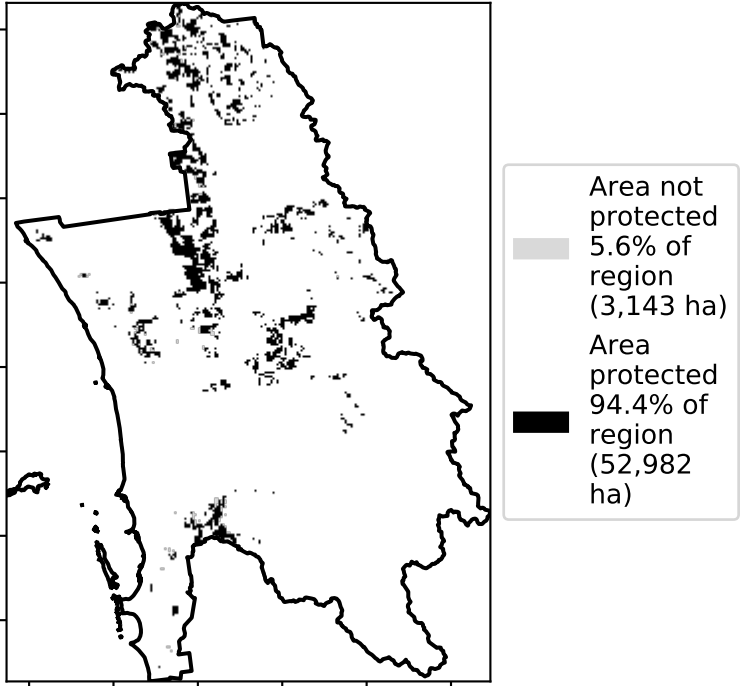 Area not
protected
5.6% of
region
(3,143 ha)
Area
protected
94.4% of
region
(52,982
ha)